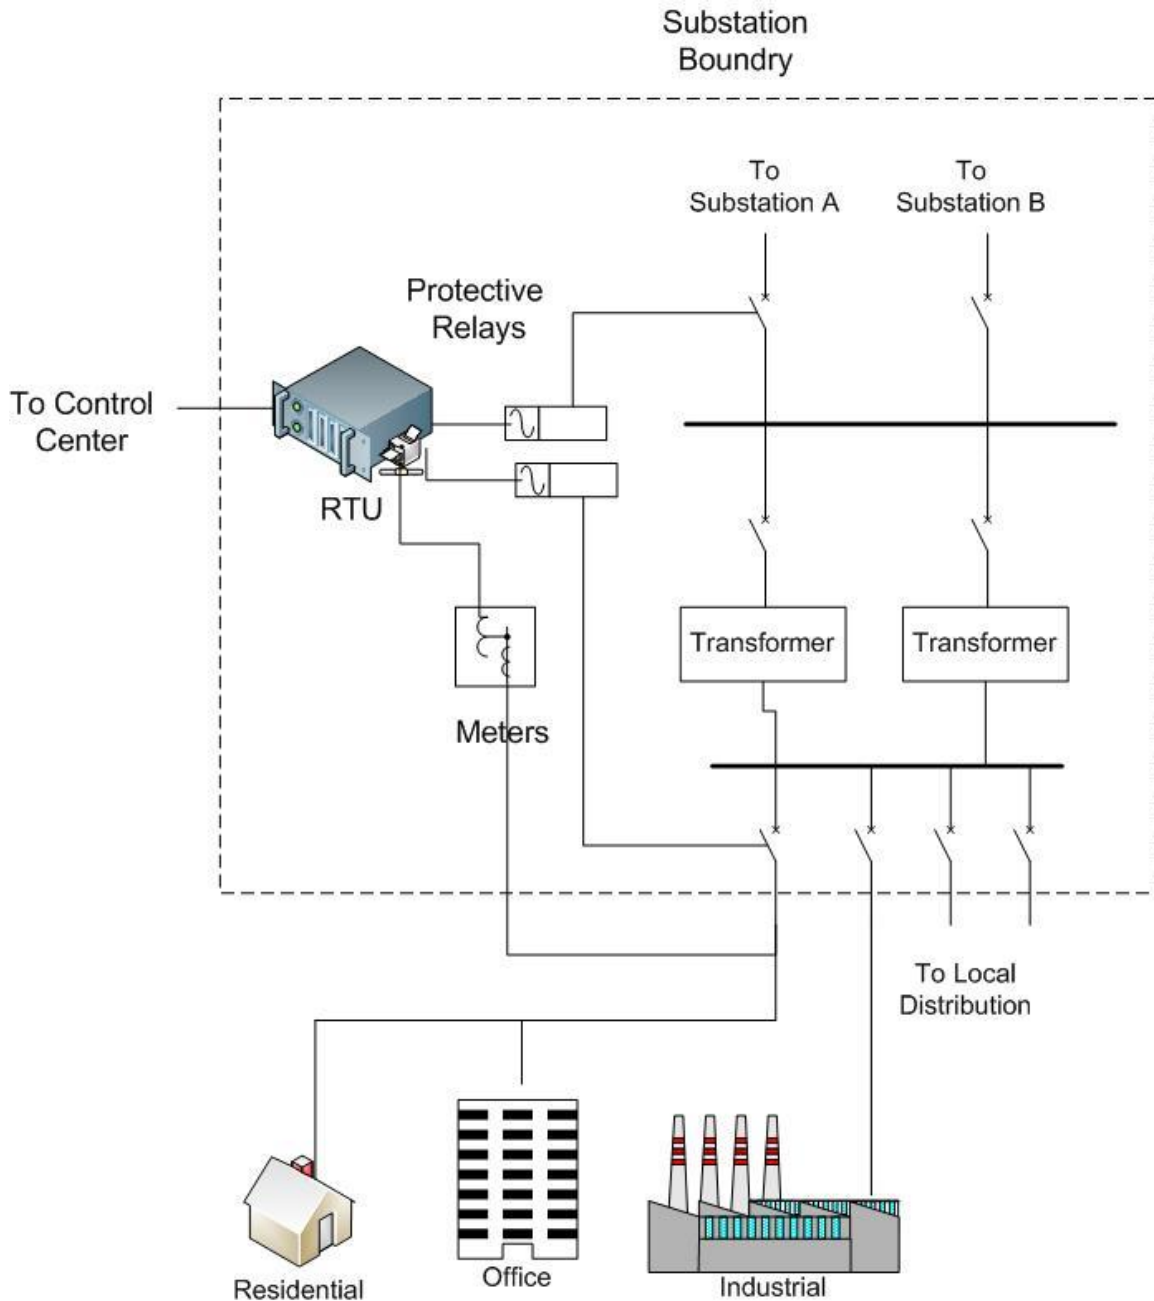 Substation
Boundry
To
Substation A
To
Substation B
Protective
Relays
To Control
Center
RTU
Transformer
Transformer
Meters
To Local
Distribution
Residential
Office
Industrial